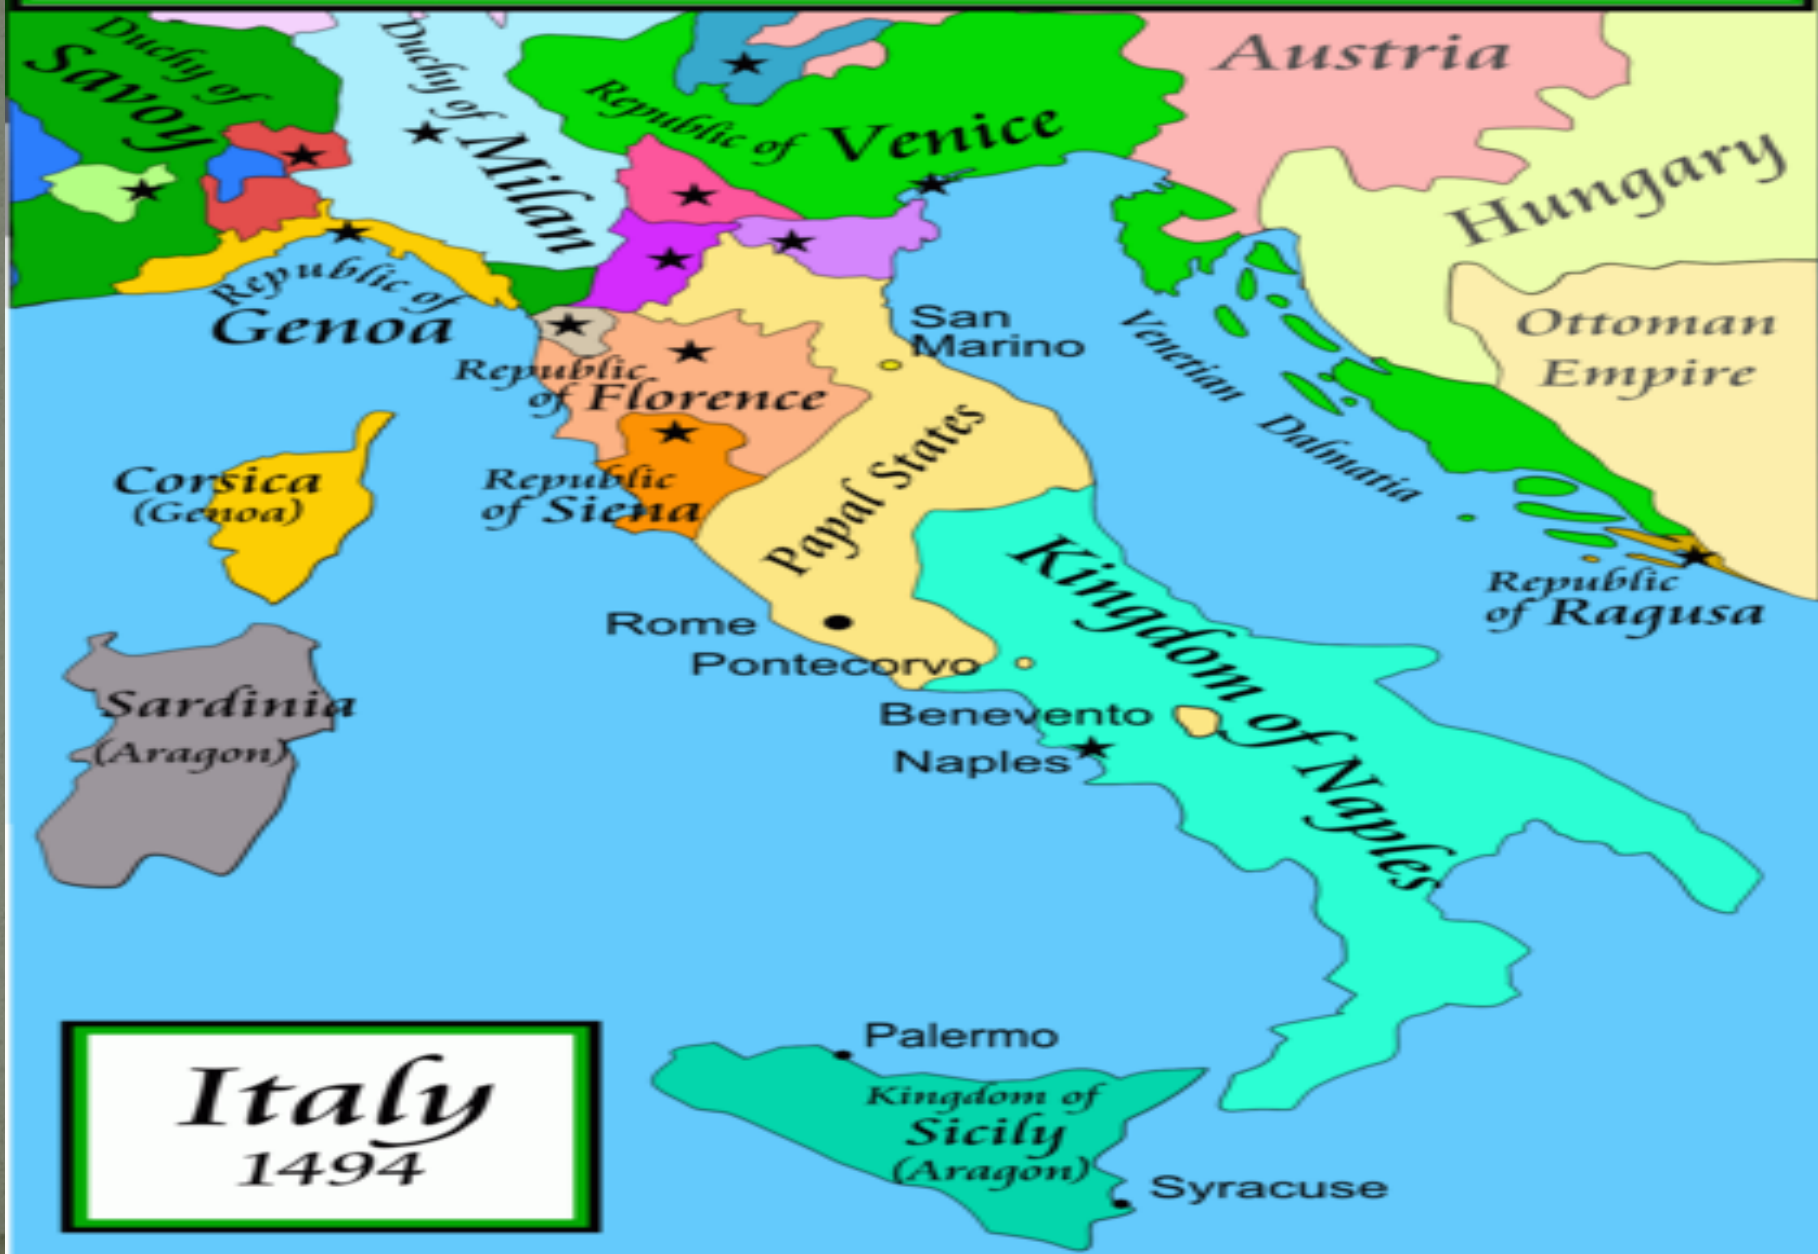 Duchy of
Savoy
Duchy of
Milan
Republic of Venice
Austria
Hungary
Ottoman
Empire
Republic of
Genoa
San
Marino
Venetian Dalmatia
Republic
of Florence
Corsica
(Genoa)
Republic
of Siena
Papal States
Republic
of Ragusa
Rome
Pontecorvo
Kingdom of Naples
Sardinia
(Aragon)
Benevento
Naples
Palermo
Kingdom of
Sicily
(Aragon)
Syracuse
Italy
1494